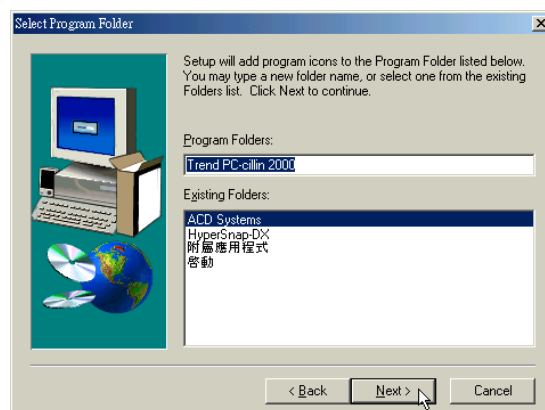 Select Program Folder
Setup will add program icons to the Program Folder listed below.
You may type a new folder name, or select one from the existing
Folders list. Click Next to continue.
Program Folders:
Trend PC-cillin 2000
Existing Folders:
ACD Systems
HyperSnap-DX
附屬應用程式
啓動
< Back
Next >
Cancel